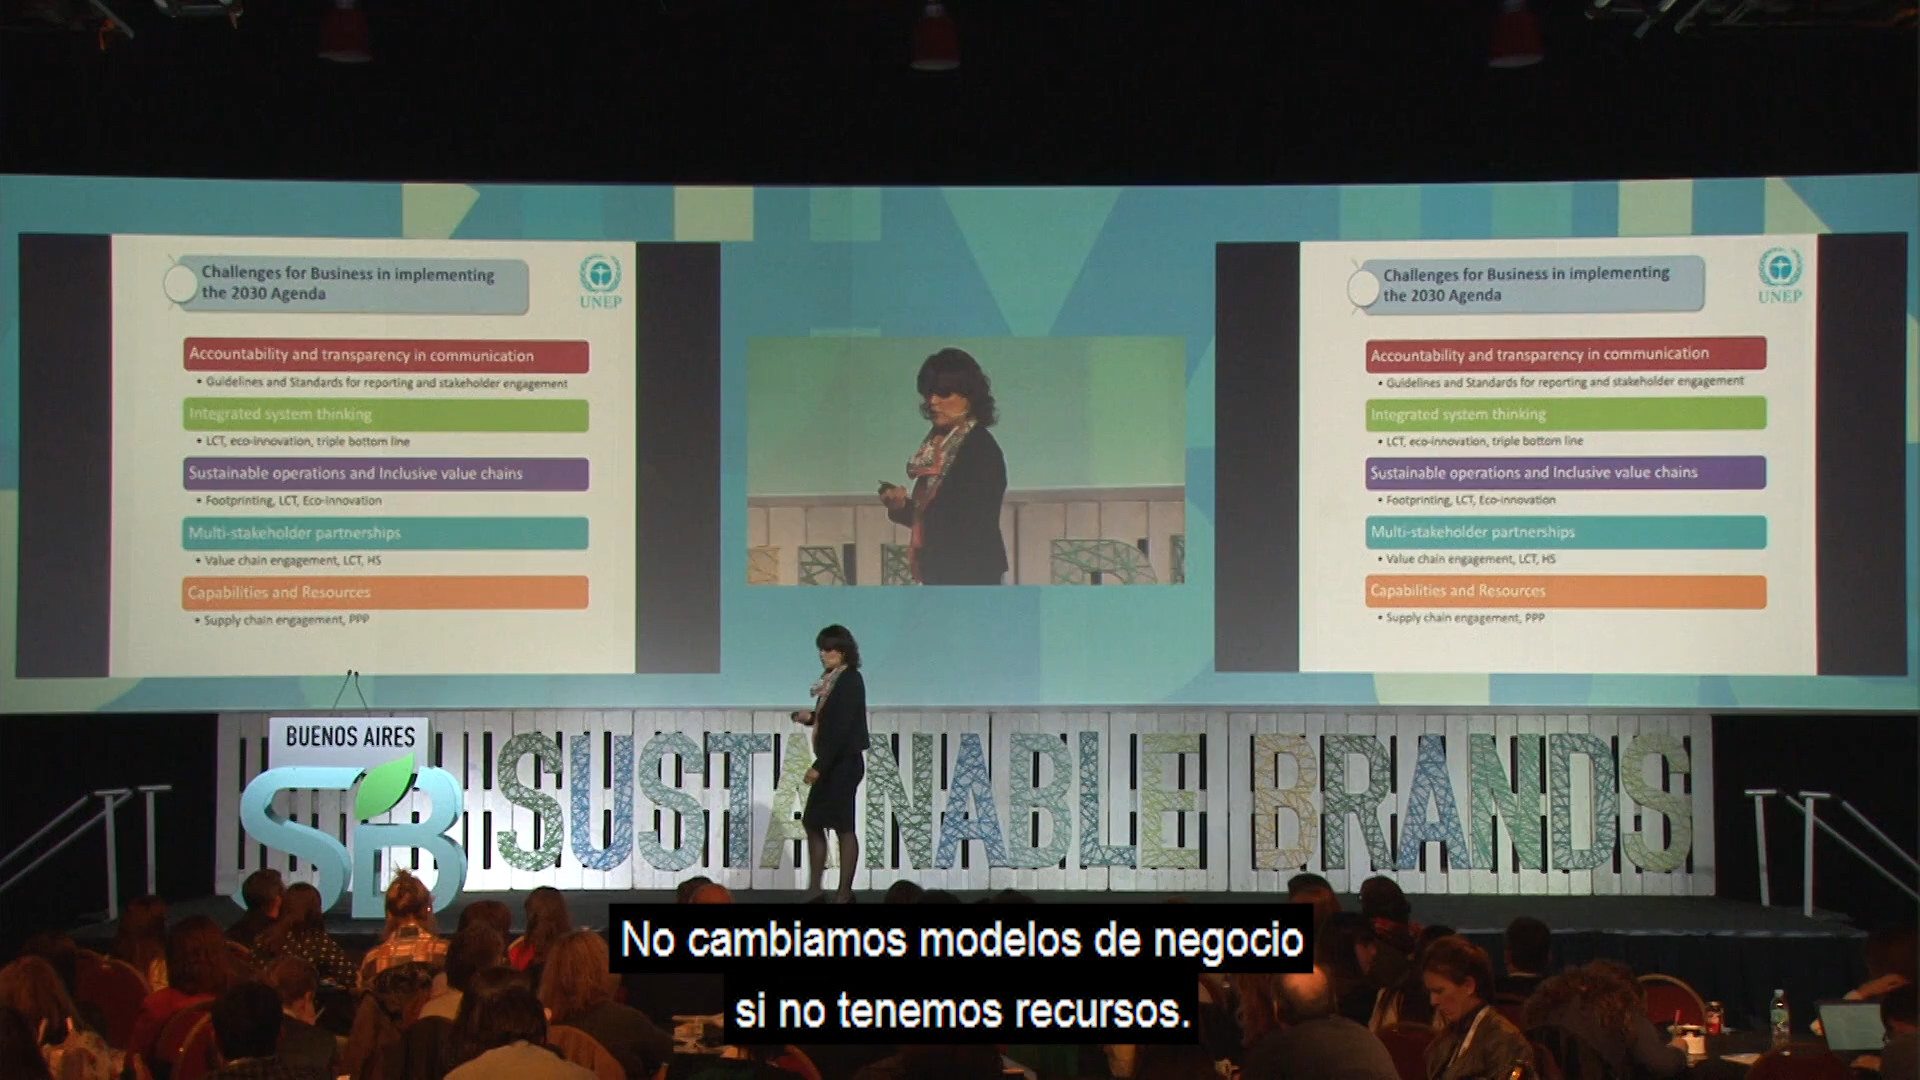 Challenges for Business in implementing
the 2030 Agenda
UNEP
Accountability and transparency in communication
• Guidelines and Standards for reporting and stakeholder engagement
Integrated system thinking
• LCT, eco-innovation, triple bottom line
Sustainable operations and Inclusive value chains
• Footprinting, LCT, Eco-innovation
Multi-stakeholder partnerships
• Value chain engagement, LCT, HS
Capabilities and Resources
• Supply chain engagement, PPP
Challenges for Business in implementing
the 2030 Agenda
UNEP
Accountability and transparency in communication
• Guidelines and Standards for reporting and stakeholder engagement
Integrated system thinking
• LCT, eco-innovation, triple bottom line
Sustainable operations and Inclusive value chains
• Footprinting, LCT, Eco-innovation
Multi-stakeholder partnerships
• Value chain engagement, LCT, HS
Capabilities and Resources
• Supply chain engagement, PPP
BUENOS AIRES
SB
SUSTAINABLE BRANDS
No cambiamos modelos de negocio
si no tenemos recursos.